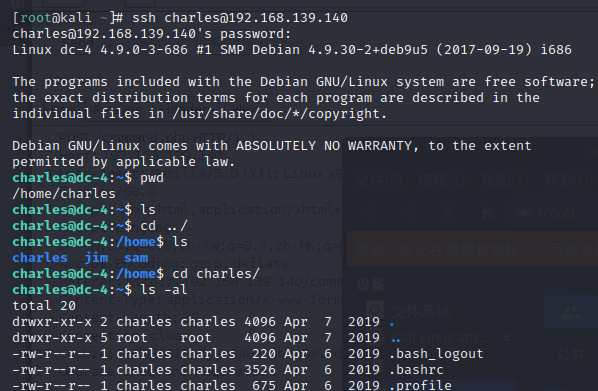 [root@kali ~]# ssh charles@192.168.139.140
charles@192.168.139.140's password:
Linux dc-4 4.9.0-3-686 #1 SMP Debian 4.9.30-2+deb9u5 (2017-09-19) i686

The programs included with the Debian GNU/Linux system are free software;
the exact distribution terms for each program are described in the
individual files in /usr/share/doc/*/copyright.

Debian GNU/Linux comes with ABSOLUTELY NO WARRANTY, to the extent
permitted by applicable law.
charles@dc-4:~$ pwd
/home/charles
charles@dc-4:~$ ls
charles@dc-4:~$ cd ../
charles@dc-4:/home$ ls
charles  jim  sam
charles@dc-4:/home$ cd charles/
charles@dc-4:~$ ls -al
total 20
drwxr-xr-x 2 charles charles 4096 Apr  7  2019 .
drwxr-xr-x 5 root    root    4096 Apr  7  2019 ..
-rw-r--r-- 1 charles charles  220 Apr  6  2019 .bash_logout
-rw-r--r-- 1 charles charles 3526 Apr  6  2019 .bashrc
-rw-r--r-- 1 charles charles  675 Apr  6  2019 .profile